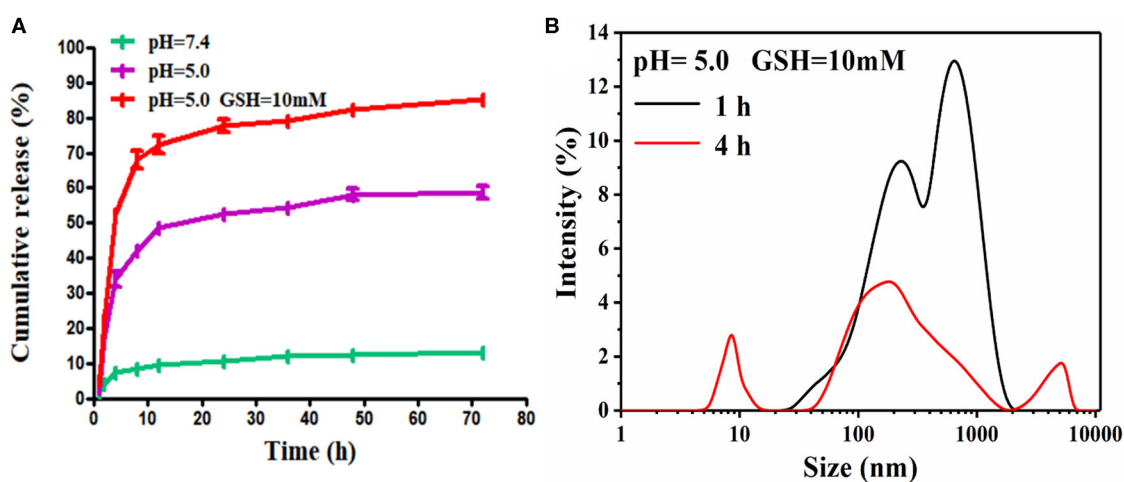 A
pH=7.4
pH=5.0
pH=5.0 GSH=10mM
Cumulative release (%)
100
90
80
70
60
50
40
30
20
10
0
0 10 20 30 40 50 60 70 80
Time (h)
B
pH= 5.0 GSH=10mM
1 h
4 h
Intensity (%)
14
12
10
8
6
4
2
0
1 10 100 1000 10000
Size (nm)